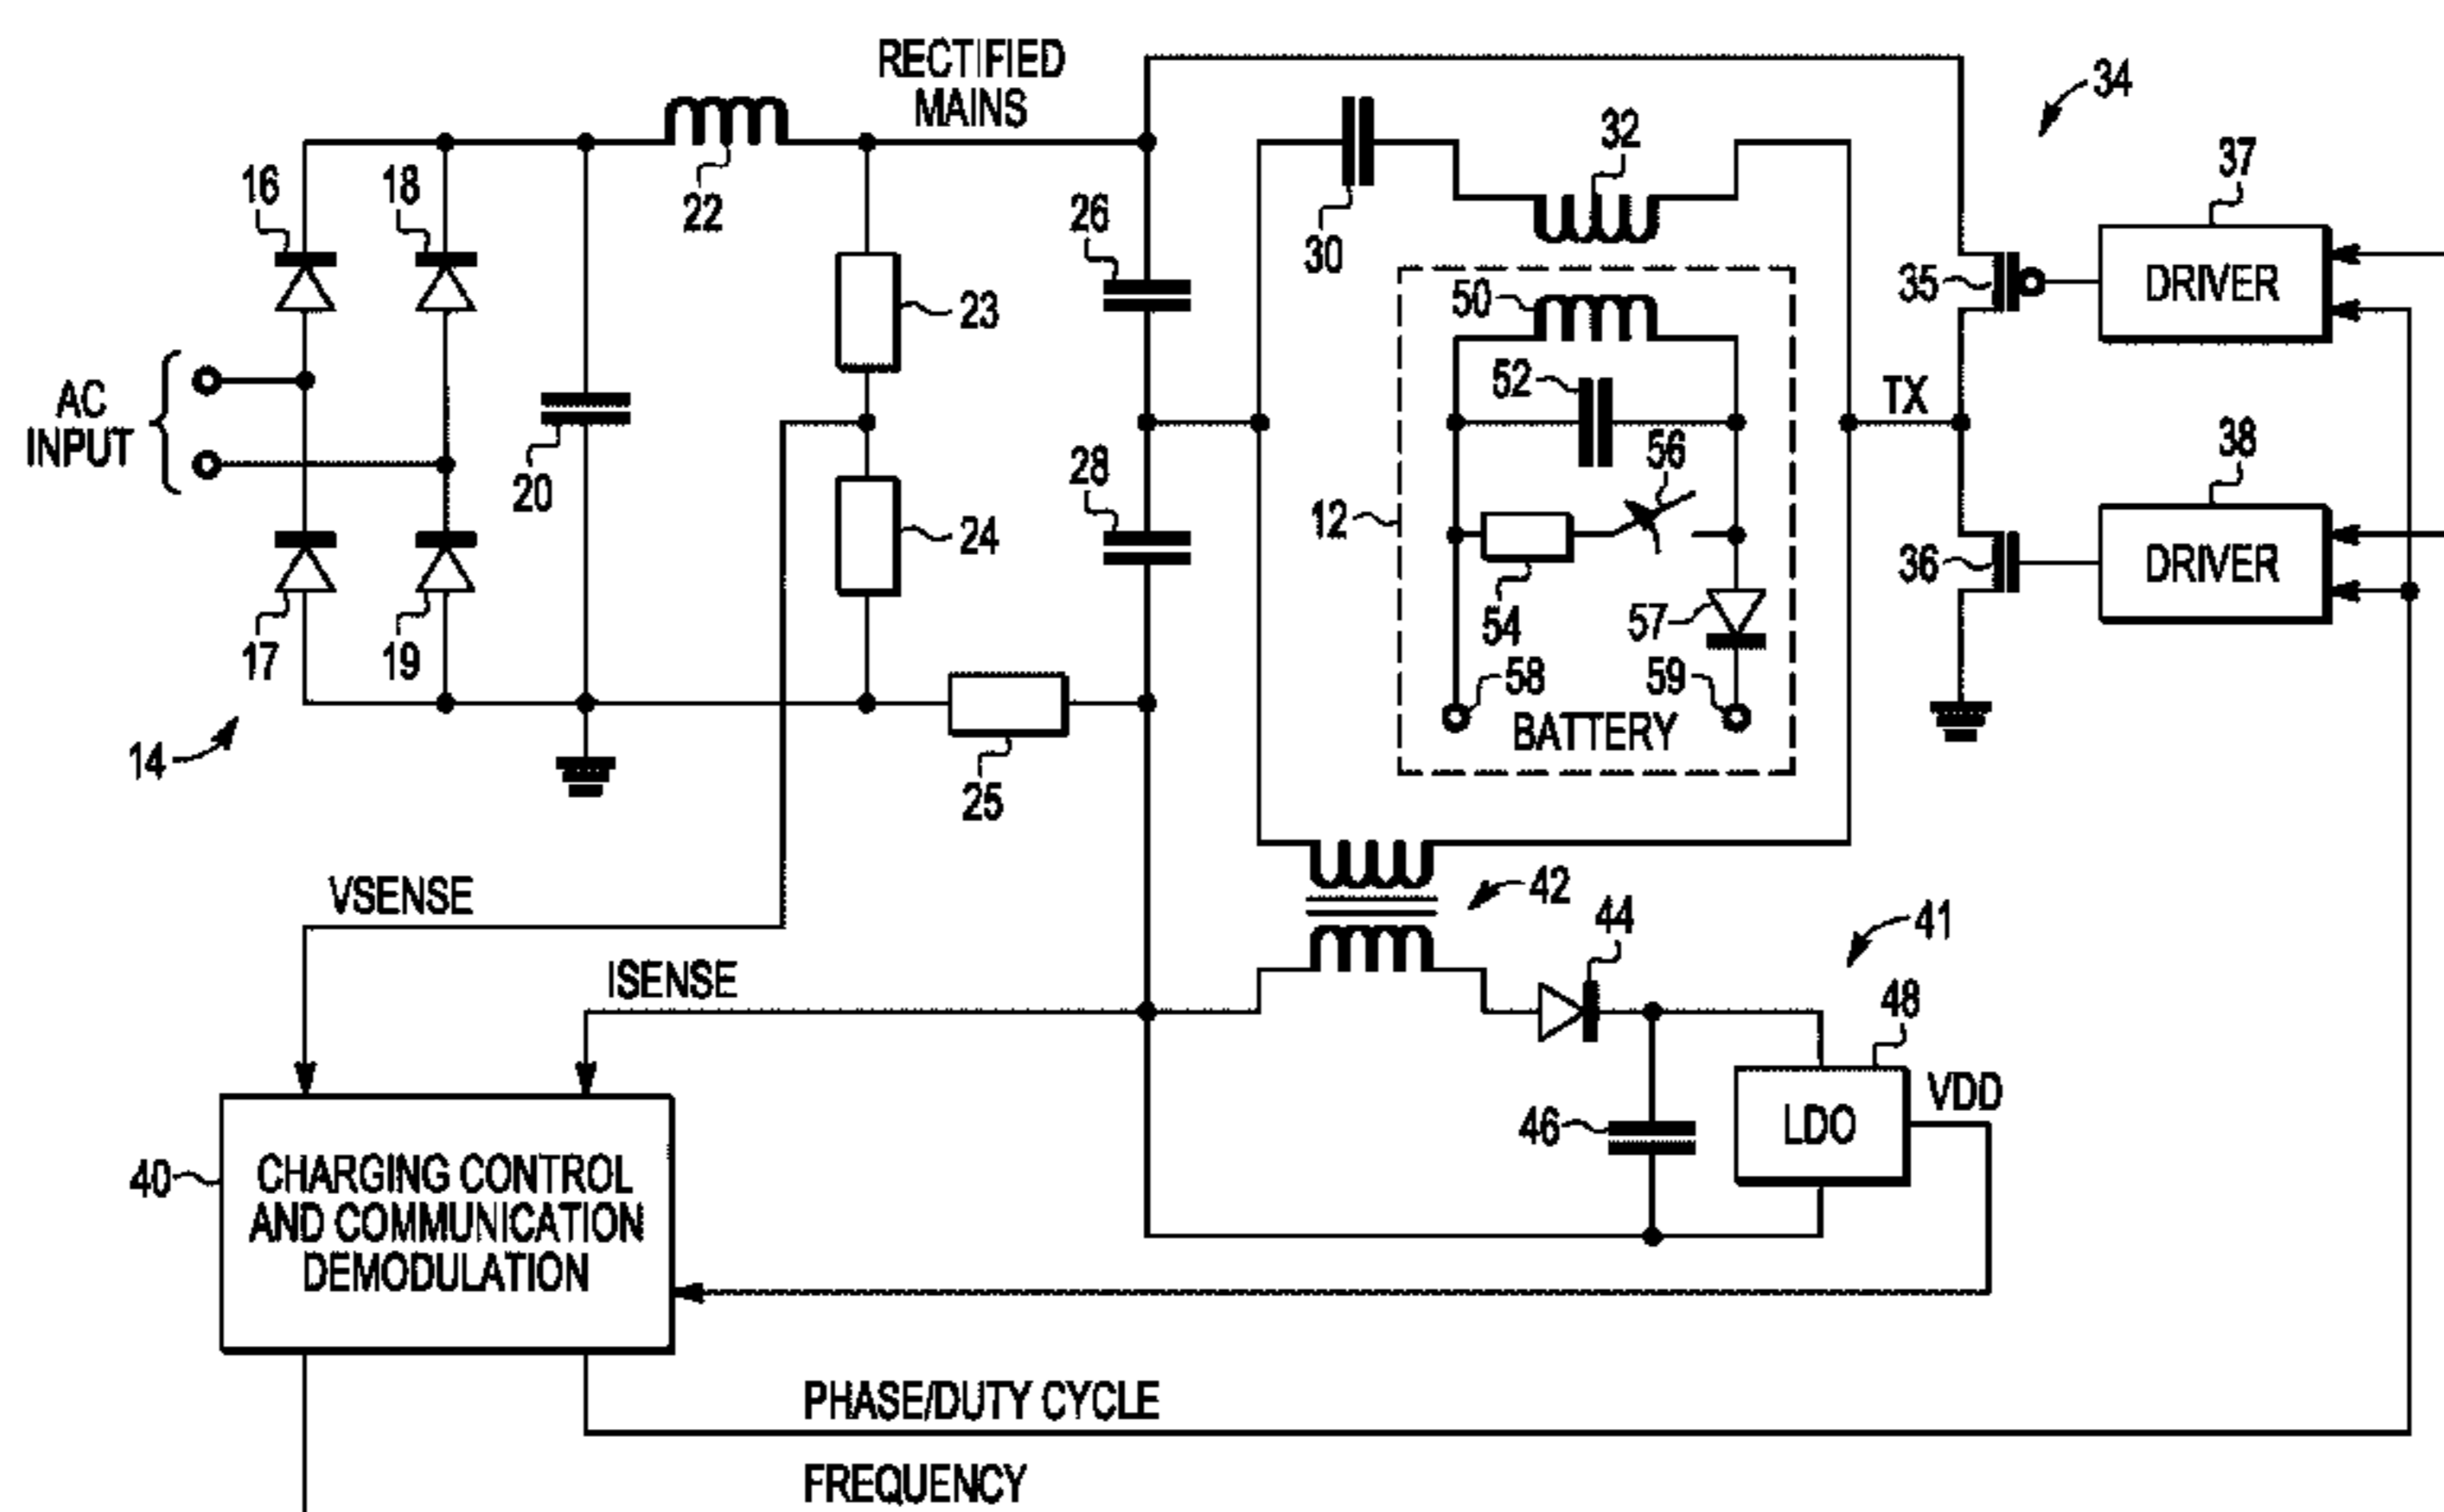 RECTIFIED
MAINS
34
32
37
16
18
22
26
30
35
DRIVER
50
23
52
TX
AC
INPUT
20
28
56
38
12
24
36
DRIVER
54
57
17
19
58
59
BATTERY
14
25
VSENSE
42
44
41
ISENSE
48
VDD
46
LDO
40
CHARGING CONTROL
AND COMMUNICATION
DEMODULATION
PHASE/DUTY CYCLE
FREQUENCY